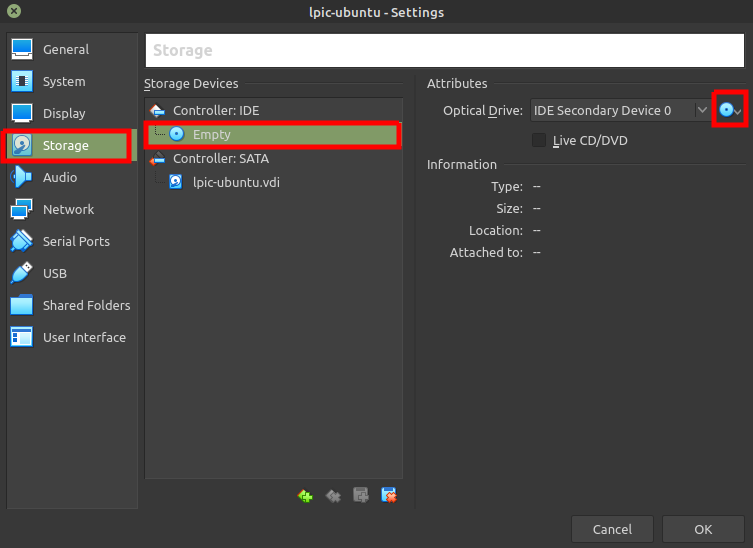 lpic-ubuntu - Settings
General
System
Display
Storage
Audio
Network
Serial Ports
USB
Shared Folders
User Interface
Storage
Storage Devices
Controller: IDE
Empty
Controller: SATA
lpic-ubuntu.vdi
Attributes
Optical Drive: IDE Secondary Device 0
Live CD/DVD
Information
Type: --
Size: --
Location: --
Attached to: --
Cancel
OK